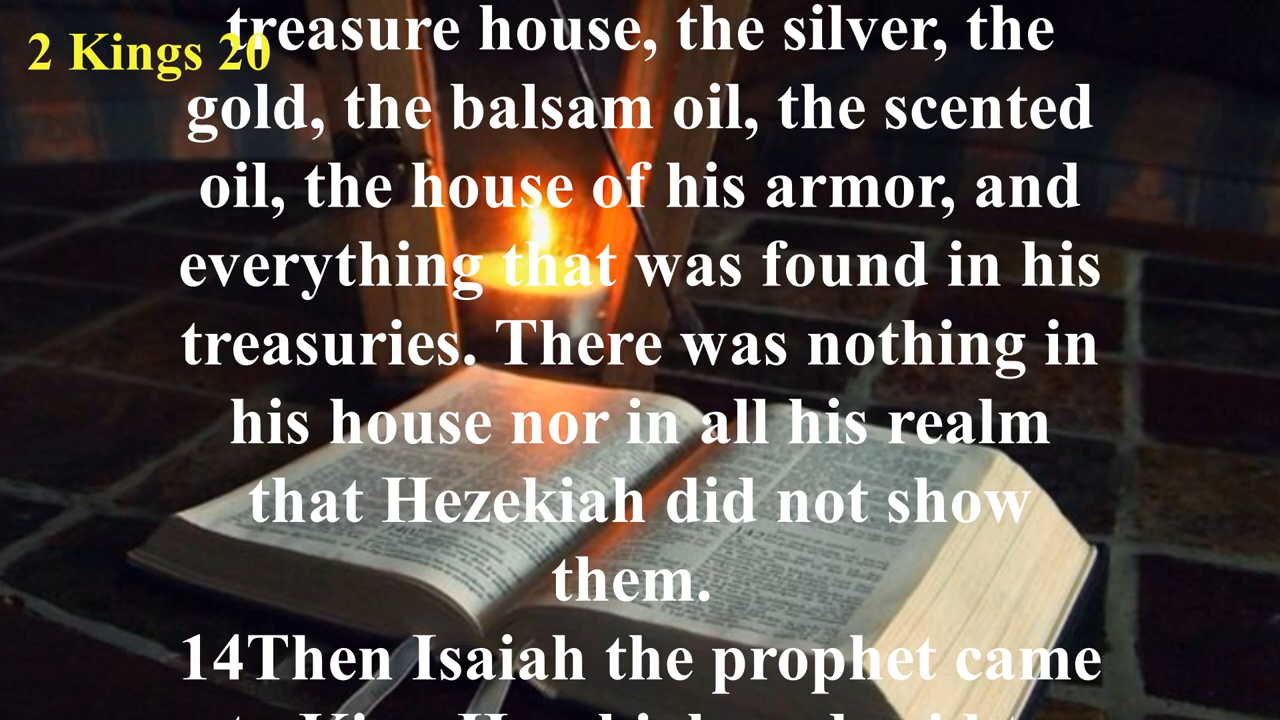 2 Kings 20
treasure house, the silver, the
gold, the balsam oil, the scented
oil, the house of his armor, and
everything that was found in his
treasuries. There was nothing in
his house nor in all his realm
that Hezekiah did not show
them.
14Then Isaiah the prophet came